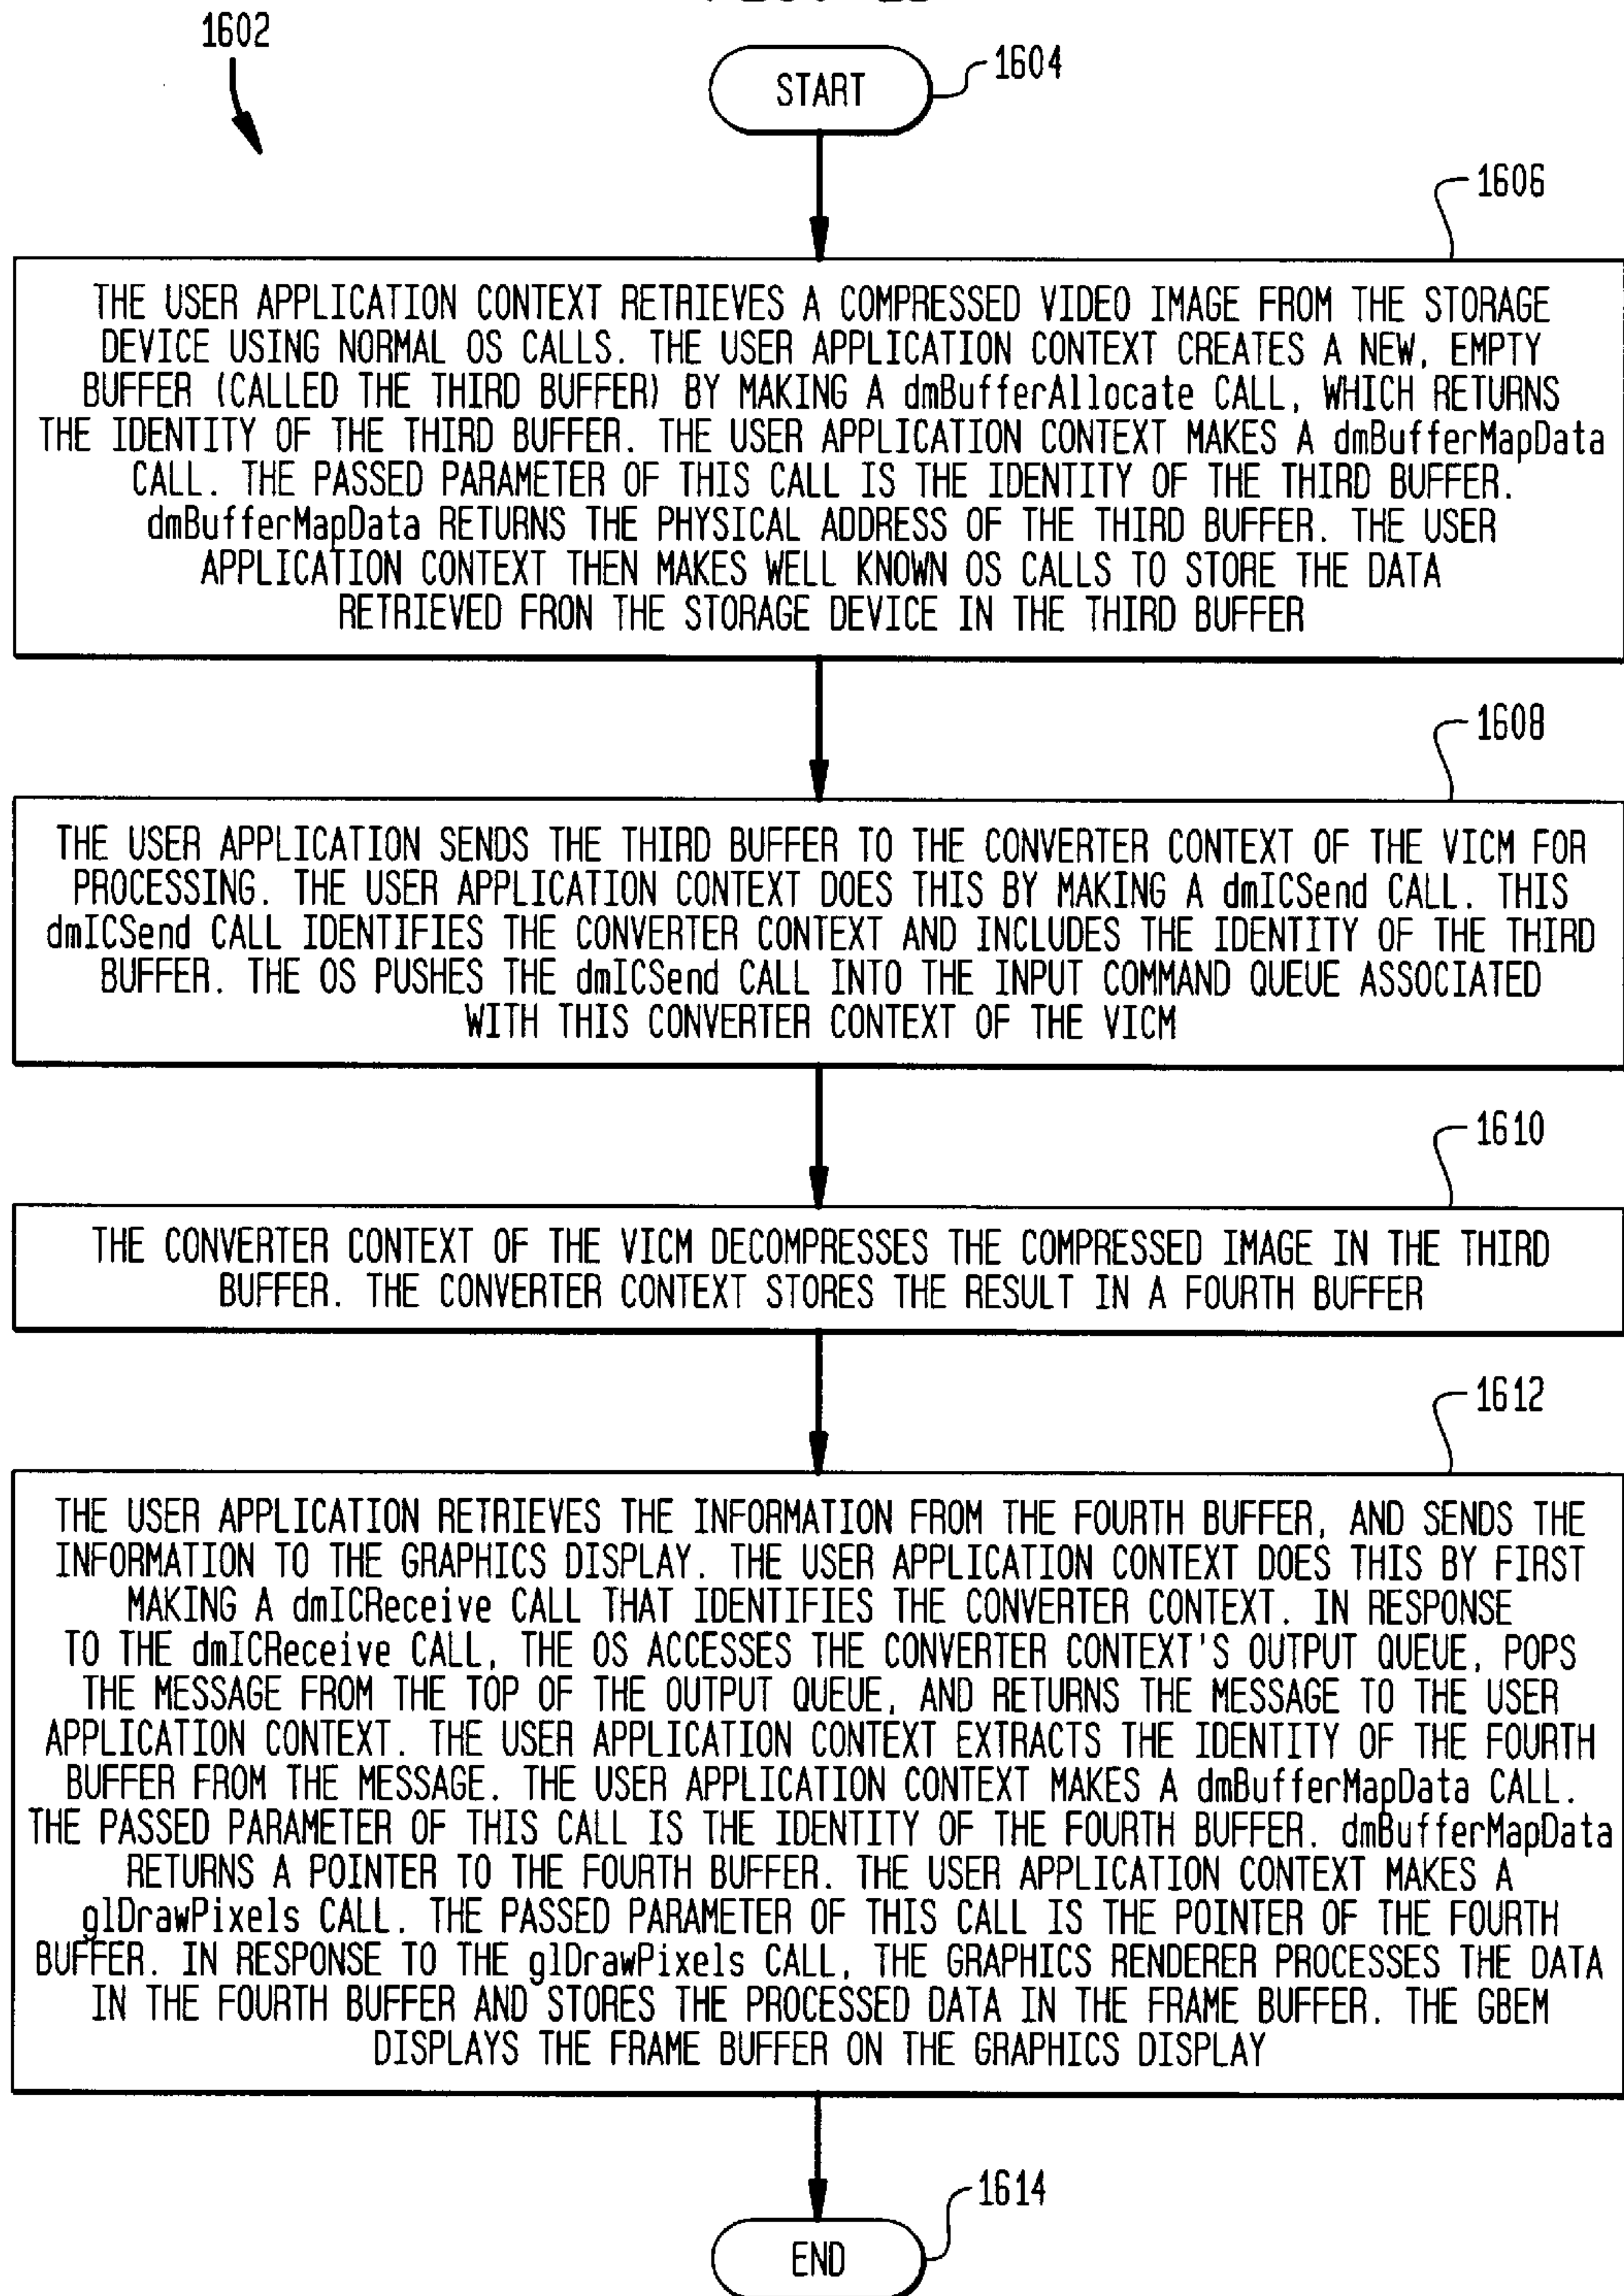 1602
START
1604
1606
THE USER APPLICATION CONTEXT RETRIEVES A COMPRESSED VIDEO IMAGE FROM THE STORAGE
DEVICE USING NORMAL OS CALLS. THE USER APPLICATION CONTEXT CREATES A NEW, EMPTY
BUFFER (CALLED THE THIRD BUFFER) BY MAKING A dmBufferAllocate CALL, WHICH RETURNS
THE IDENTITY OF THE THIRD BUFFER. THE USER APPLICATION CONTEXT MAKES A dmBufferMapData
CALL. THE PASSED PARAMETER OF THIS CALL IS THE IDENTITY OF THE THIRD BUFFER.
dmBufferMapData RETURNS THE PHYSICAL ADDRESS OF THE THIRD BUFFER. THE USER
APPLICATION CONTEXT THEN MAKES WELL KNOWN OS CALLS TO STORE THE DATA
RETRIEVED FRON THE STORAGE DEVICE IN THE THIRD BUFFER
1608
THE USER APPLICATION SENDS THE THIRD BUFFER TO THE CONVERTER CONTEXT OF THE VICM FOR
PROCESSING. THE USER APPLICATION CONTEXT DOES THIS BY MAKING A dmICSend CALL. THIS
dmICSend CALL IDENTIFIES THE CONVERTER CONTEXT AND INCLUDES THE IDENTITY OF THE THIRD
BUFFER. THE OS PUSHES THE dmICSend CALL INTO THE INPUT COMMAND QUEUE ASSOCIATED
WITH THIS CONVERTER CONTEXT OF THE VICM
1610
THE CONVERTER CONTEXT OF THE VICM DECOMPRESSES THE COMPRESSED IMAGE IN THE THIRD
BUFFER. THE CONVERTER CONTEXT STORES THE RESULT IN A FOURTH BUFFER
1612
THE USER APPLICATION RETRIEVES THE INFORMATION FROM THE FOURTH BUFFER, AND SENDS THE
INFORMATION TO THE GRAPHICS DISPLAY. THE USER APPLICATION CONTEXT DOES THIS BY FIRST
MAKING A dmICReceive CALL THAT IDENTIFIES THE CONVERTER CONTEXT. IN RESPONSE
TO THE dmICReceive CALL, THE OS ACCESSES THE CONVERTER CONTEXT'S OUTPUT QUEUE, POPS
THE MESSAGE FROM THE TOP OF THE OUTPUT QUEUE, AND RETURNS THE MESSAGE TO THE USER
APPLICATION CONTEXT. THE USER APPLICATION CONTEXT EXTRACTS THE IDENTITY OF THE FOURTH
BUFFER FROM THE MESSAGE. THE USER APPLICATION CONTEXT MAKES A dmBufferMapData CALL.
THE PASSED PARAMETER OF THIS CALL IS THE IDENTITY OF THE FOURTH BUFFER. dmBufferMapData
RETURNS A POINTER TO THE FOURTH BUFFER. THE USER APPLICATION CONTEXT MAKES A
glDrawPixels CALL. THE PASSED PARAMETER OF THIS CALL IS THE POINTER OF THE FOURTH
BUFFER. IN RESPONSE TO THE glDrawPixels CALL, THE GRAPHICS RENDERER PROCESSES THE DATA
IN THE FOURTH BUFFER AND STORES THE PROCESSED DATA IN THE FRAME BUFFER. THE GBEM
DISPLAYS THE FRAME BUFFER ON THE GRAPHICS DISPLAY
1614
END